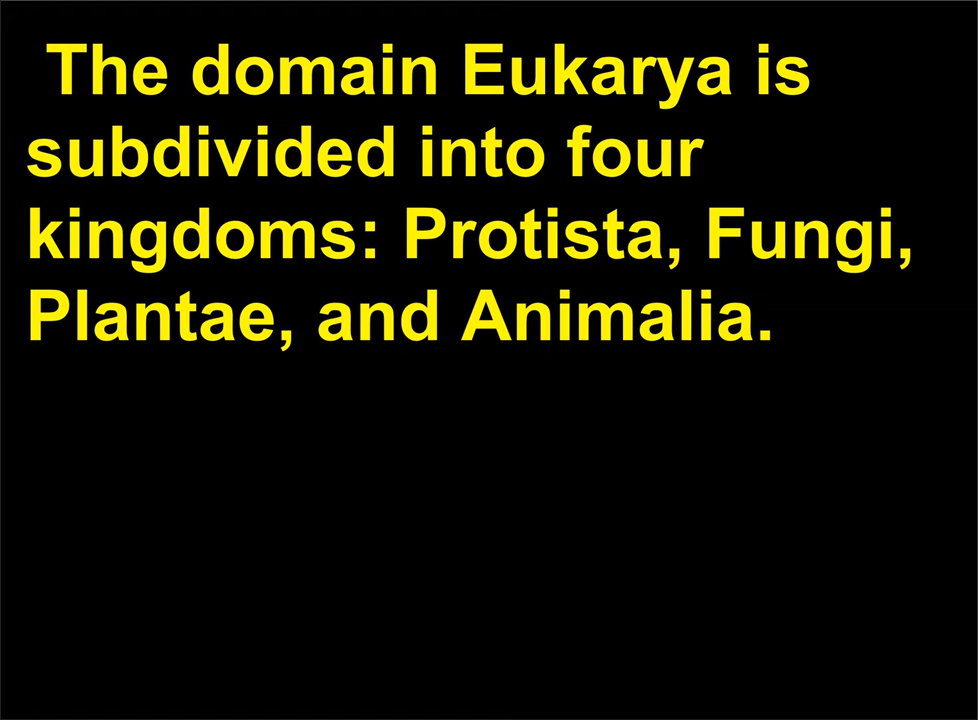 The domain Eukarya is
subdivided into four
kingdoms: Protista, Fungi,
Plantae, and Animalia.